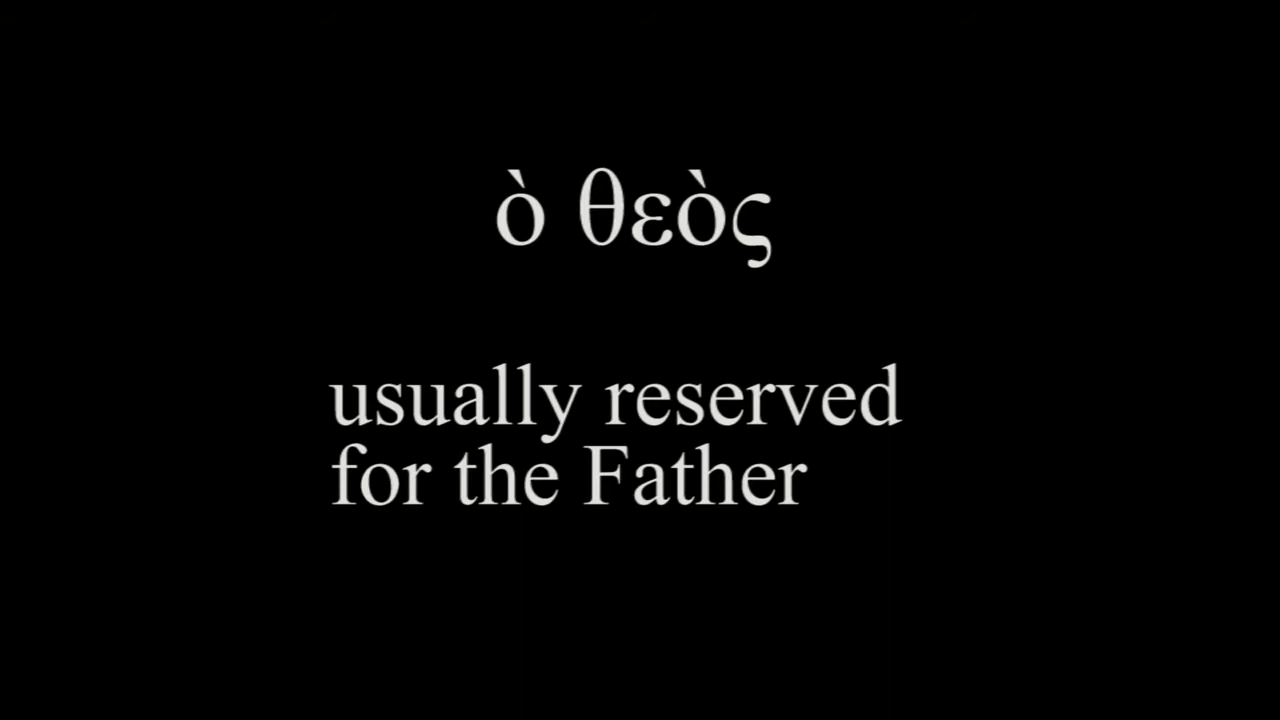 ὸ θεὸς
usually reserved
for the Father